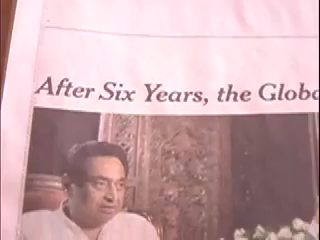 After Six Years, the Glob